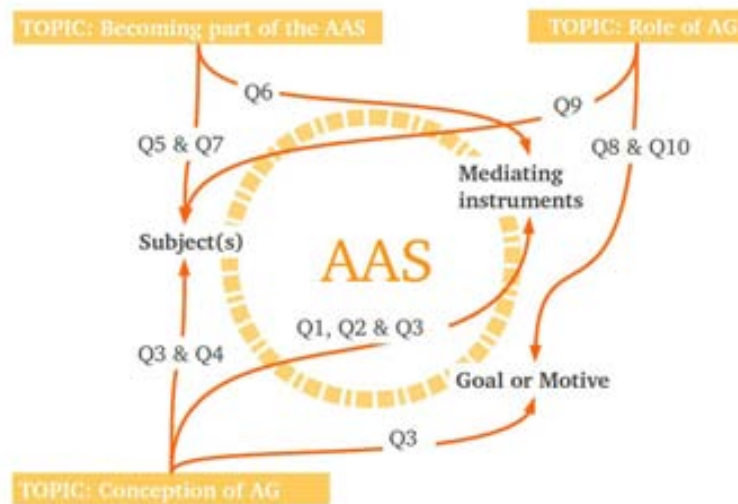 TOPIC: Becoming part of the AAS
TOPIC: Role of AG
Q6
Q9
Q5 & Q7
Q8 & Q10
Mediating
instruments
Subject(s)
AAS
Q1, Q2 & Q3
Q3 & Q4
Goal or Motive
Q3
TOPIC: Conception of AG